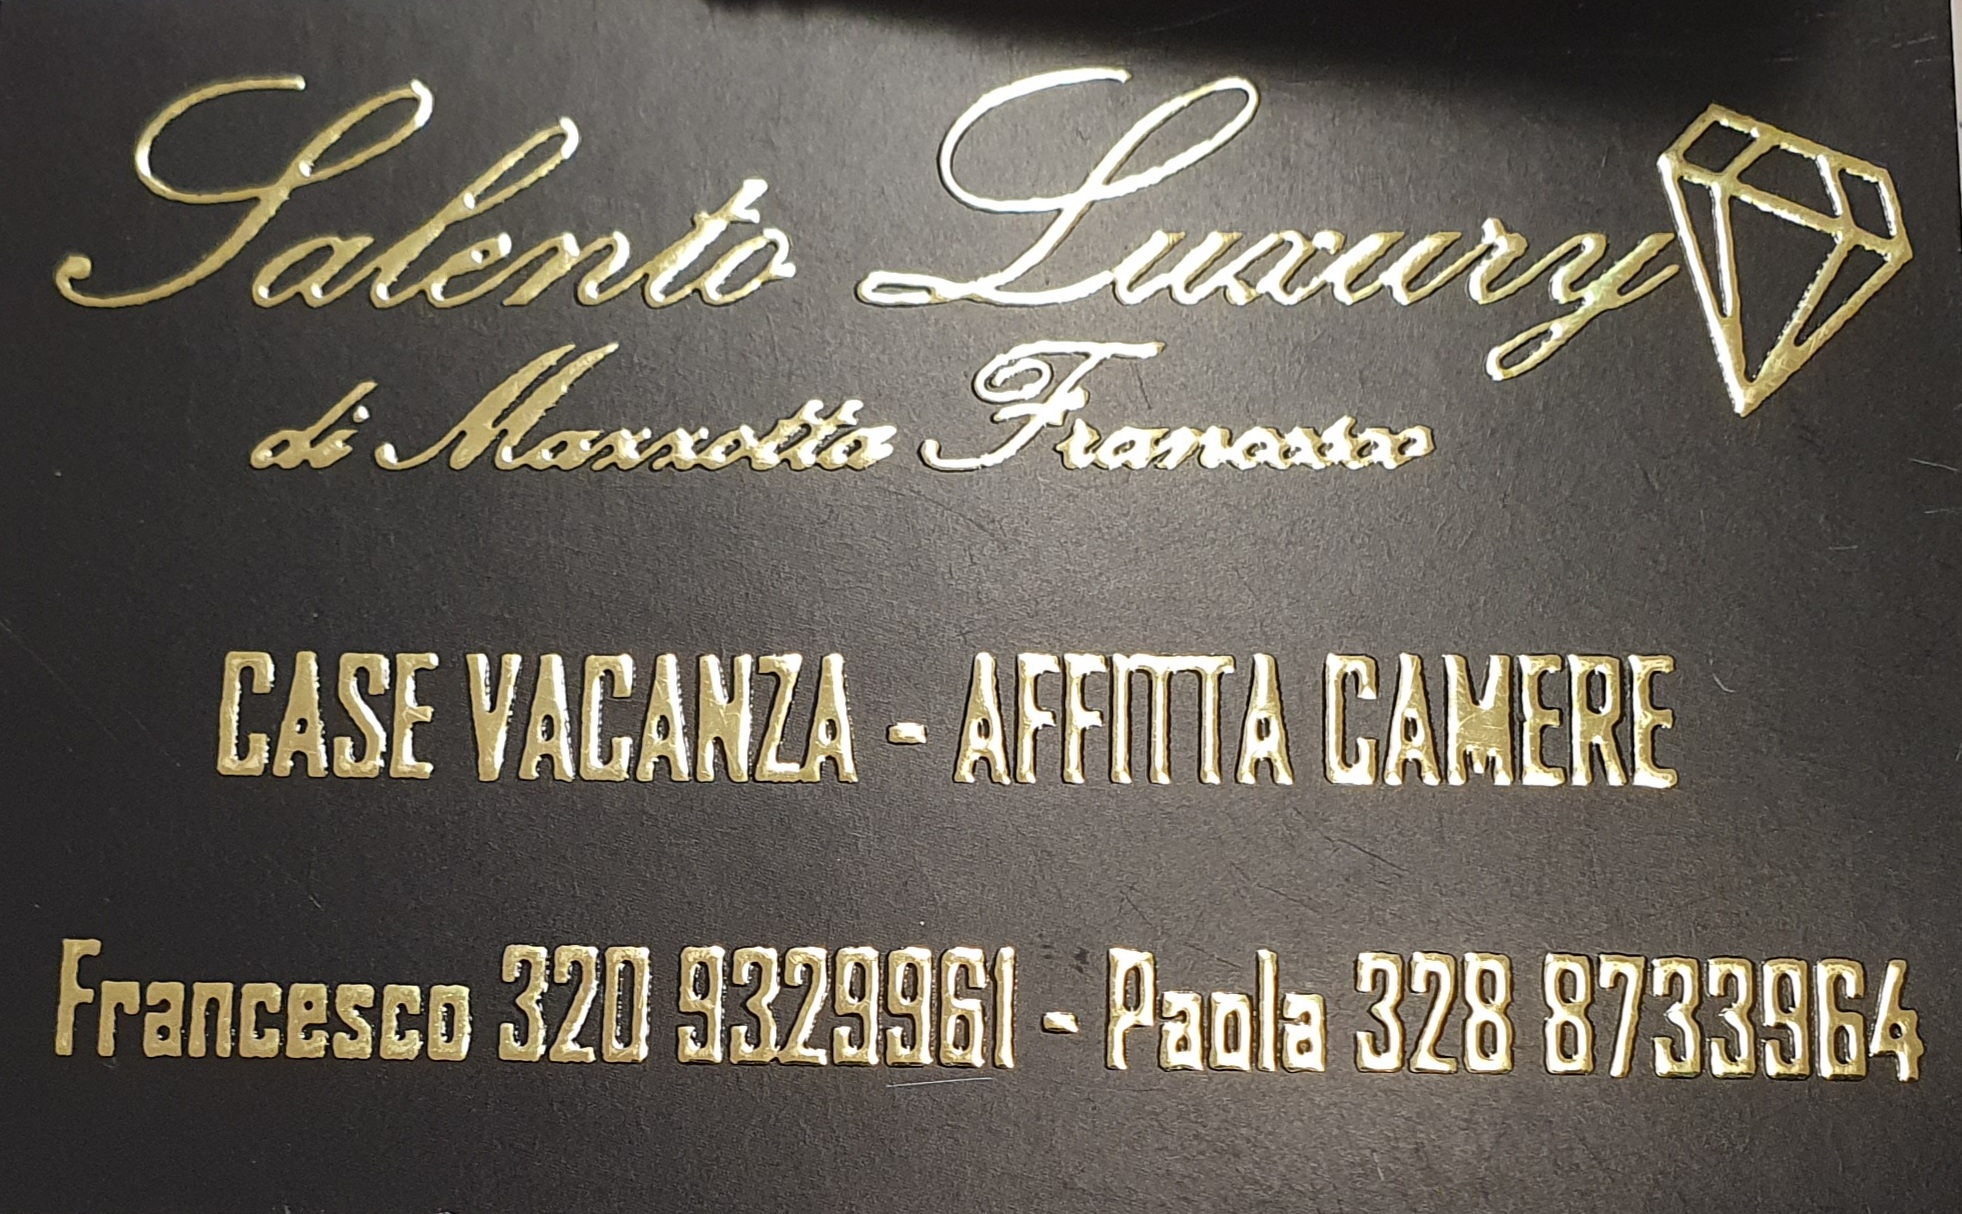 Salento Luxury
di Mazzotta Francesco
CASE VACANZA - AFFITTA CAMERE
Francesco 320 9329961 - Paola 328 8733964